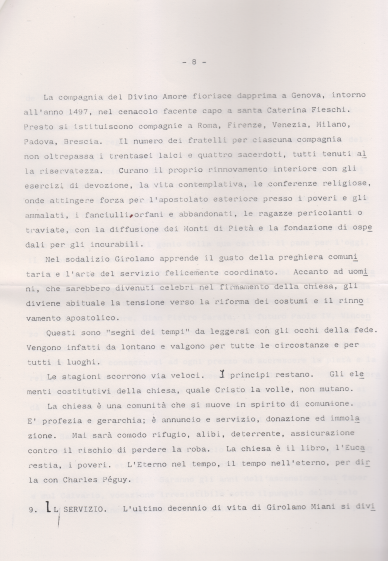 - 8 -
La compagnia del Divino Amore fiorisce dapprima a Genova, intorno
all'anno 1497, nel cenacolo facente capo a santa Caterina Fieschi.
Presto si istituiscono compagnie a Roma, Firenze, Venezia, Milano,
Padova, Brescia. Il numero dei fratelli per ciascuna compagnia
non oltrepassa i trentasei laici e quattro sacerdoti, tutti tenuti al
la riservatezza. Curano il proprio rinnovamento interiore con gli
esercizi di devozione, la vita contemplativa, le conferenze religiose,
onde attingere forza per l'apostolato esteriore presso i poveri e gli
ammalati, i fanciulli,orfani e abbandonati, le ragazze pericolanti o
traviate, con la diffusione dei Monti di Pietà e la fondazione di ospe
dali per gli incurabili.
Nel sodalizio Girolamo apprende il gusto della preghiera comuni
taria e l'arte del servizio felicemente coordinato. Accanto ad uomi
ni, che sarebbero divenuti celebri nel firmamento della chiesa, gli
diviene abituale la tensione verso la riforma dei costumi e il rinno
vamento apostolico.
Questi sono "segni dei tempi" da leggersi con gli occhi della fede.
Vengono infatti da lontano e valgono per tutte le circostanze e per
tutti i luoghi.
Le stagioni scorrono via veloci. I principi restano. Gli ele
menti costitutivi della chiesa, quale Cristo la volle, non mutano.
La chiesa è una comunità che si muove in spirito di comunione.
E' profezia e gerarchia; è annuncio e servizio, donazione ed immola
zione. Mai sarà comodo rifugio, alibi, deterrente, assicurazione
contro il rischio di perdere la roba. La chiesa è il libro, l'Euca
restia, i poveri. L'Eterno nel tempo, il tempo nell'eterno, per dir
la con Charles Péguy.
9. IL SERVIZIO. L'ultimo decennio di vita di Girolamo Miani si divi